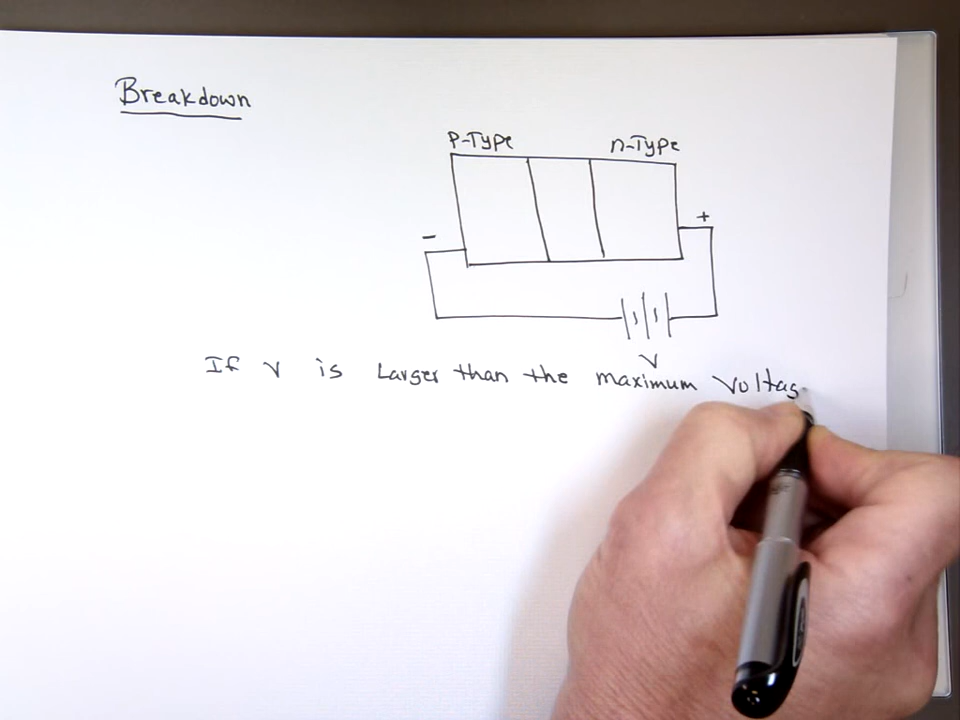 Breakdown
P-Type n-Type
- +
V
If V is Larger than the maximum Voltag